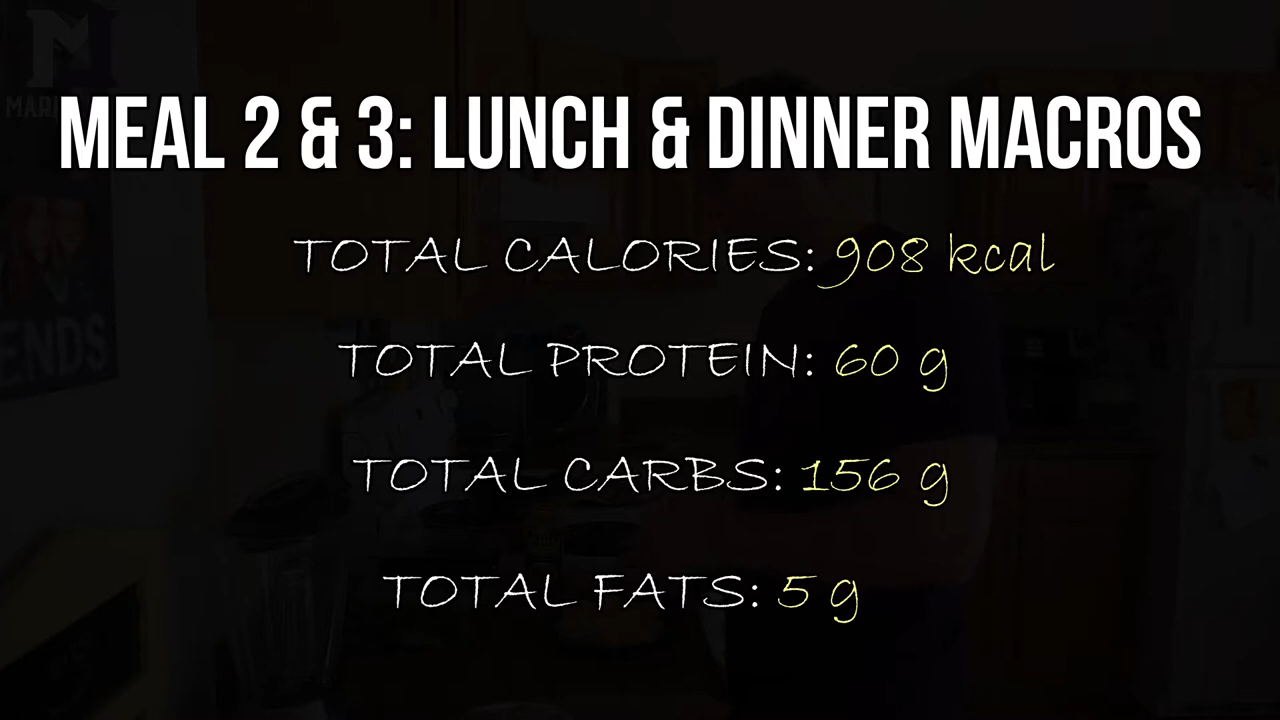 MEAL 2 & 3: LUNCH & DINNER MACROS
TOTAL CALORIES: 908 kcal
TOTAL PROTEIN: 60 g
TOTAL CARBS: 156 g
TOTAL FATS: 5 g
ENDS